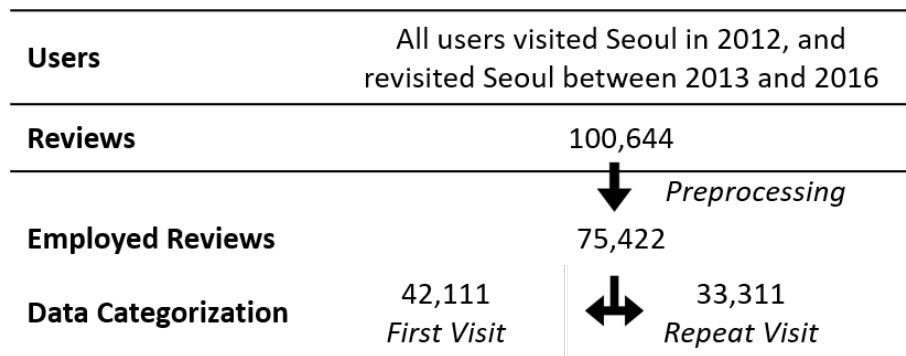 Users
All users visited Seoul in 2012, and
revisited Seoul between 2013 and 2016
Reviews
100,644
Preprocessing
Employed Reviews
75,422
Data Categorization
42,111
First Visit
33,311
Repeat Visit